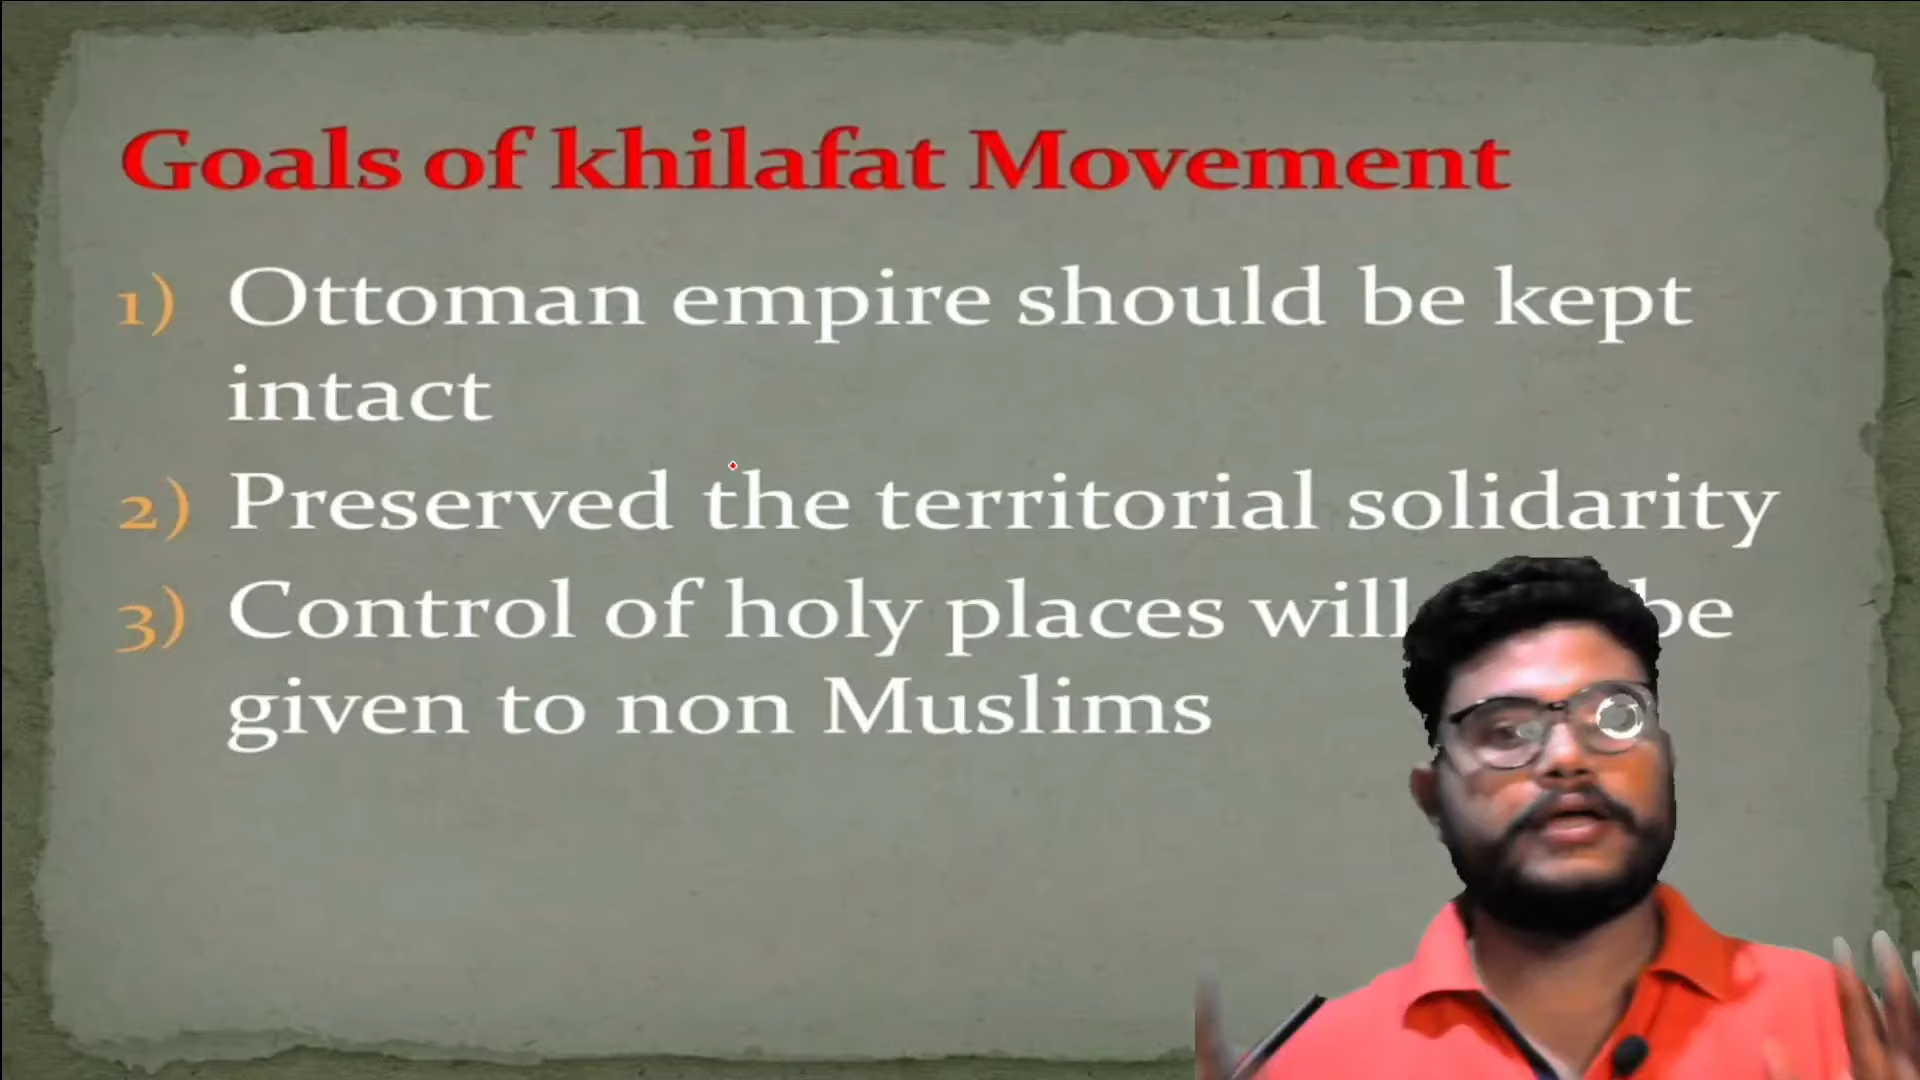 Goals of khilafat Movement
1) Ottoman empire should be kept
intact
2) Preserved the territorial solidarity
3) Control of holy places will be
given to non Muslims